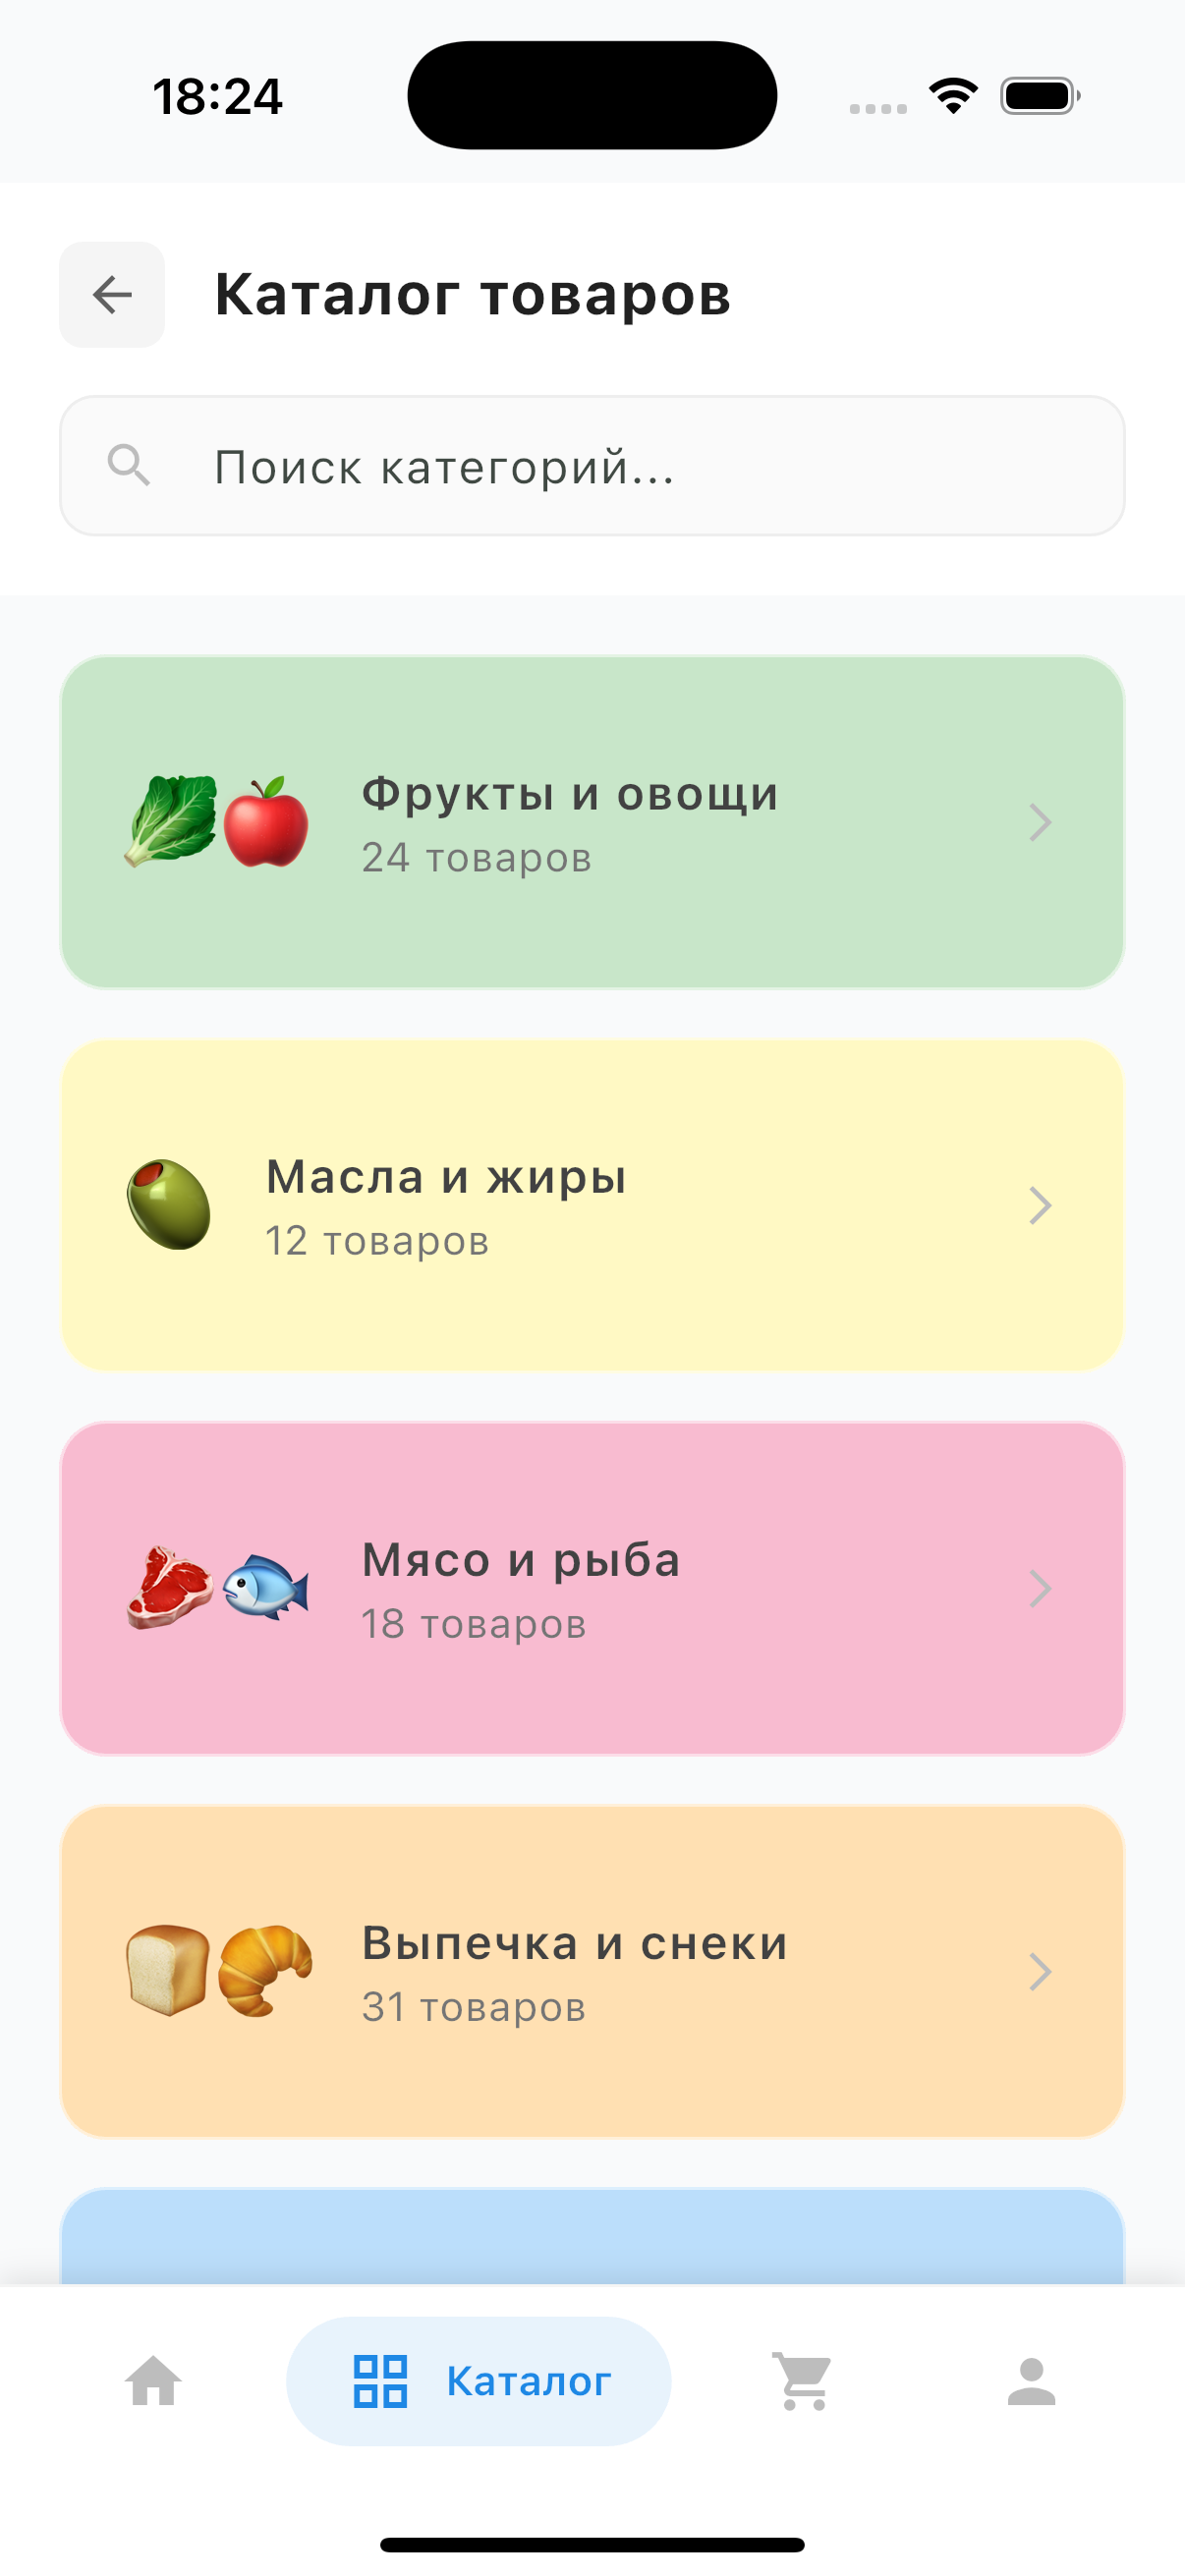 18:24
Каталог товаров
Поиск категорий...
Фрукты и овощи
24 товаров
Масла и жиры
12 товаров
Мясо и рыба
18 товаров
Выпечка и снеки
31 товаров
Каталог